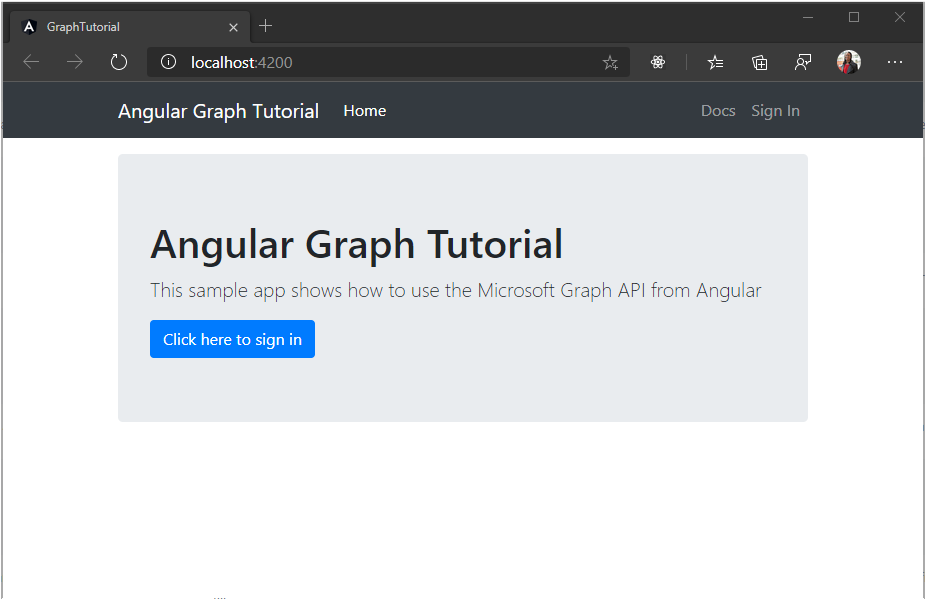 GraphTutorial
localhost:4200
Angular Graph Tutorial Home Docs Sign In
Angular Graph Tutorial
This sample app shows how to use the Microsoft Graph API from Angular
Click here to sign in